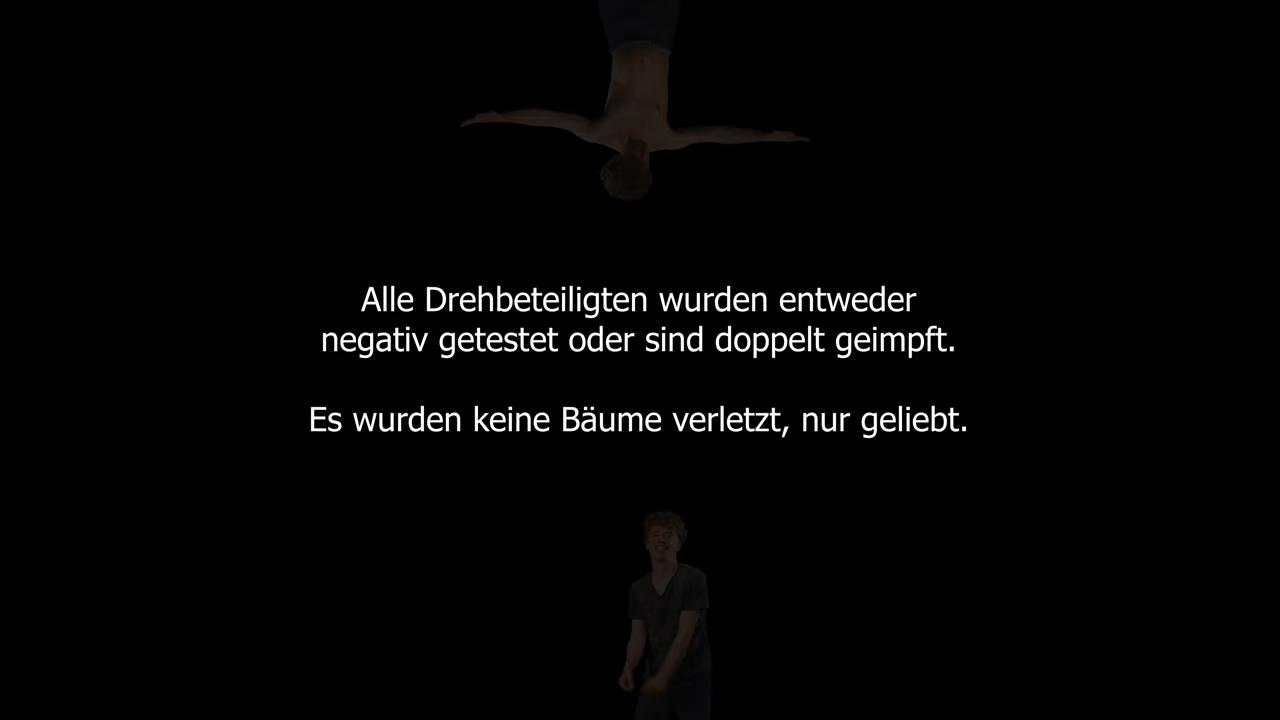 Alle Drehbeteiligten wurden entweder
negativ getestet oder sind doppelt geimpft.
Es wurden keine Bäume verletzt, nur geliebt.